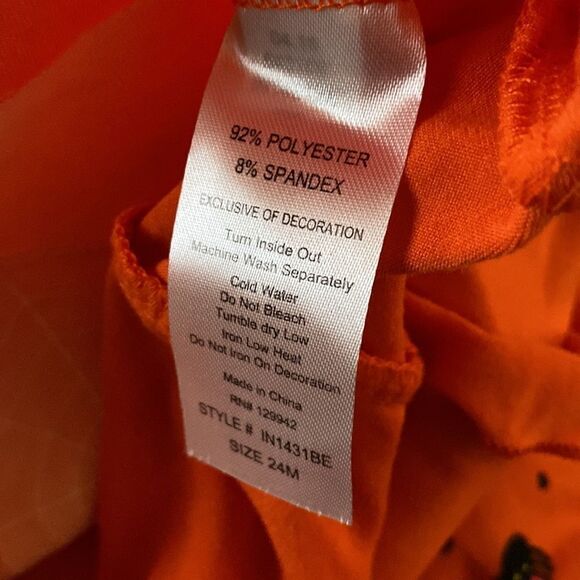 92% POLYESTER
8% SPANDEX
EXCLUSIVE OF DECORATION
Turn Inside Out
Machine Wash Separately
Cold Water
Do Not Bleach
Tumble dry Low
Iron Low Heat
Do Not Iron On Decoration
Made in China
RN# 129942
STYLE # IN1431BE
SIZE 24M